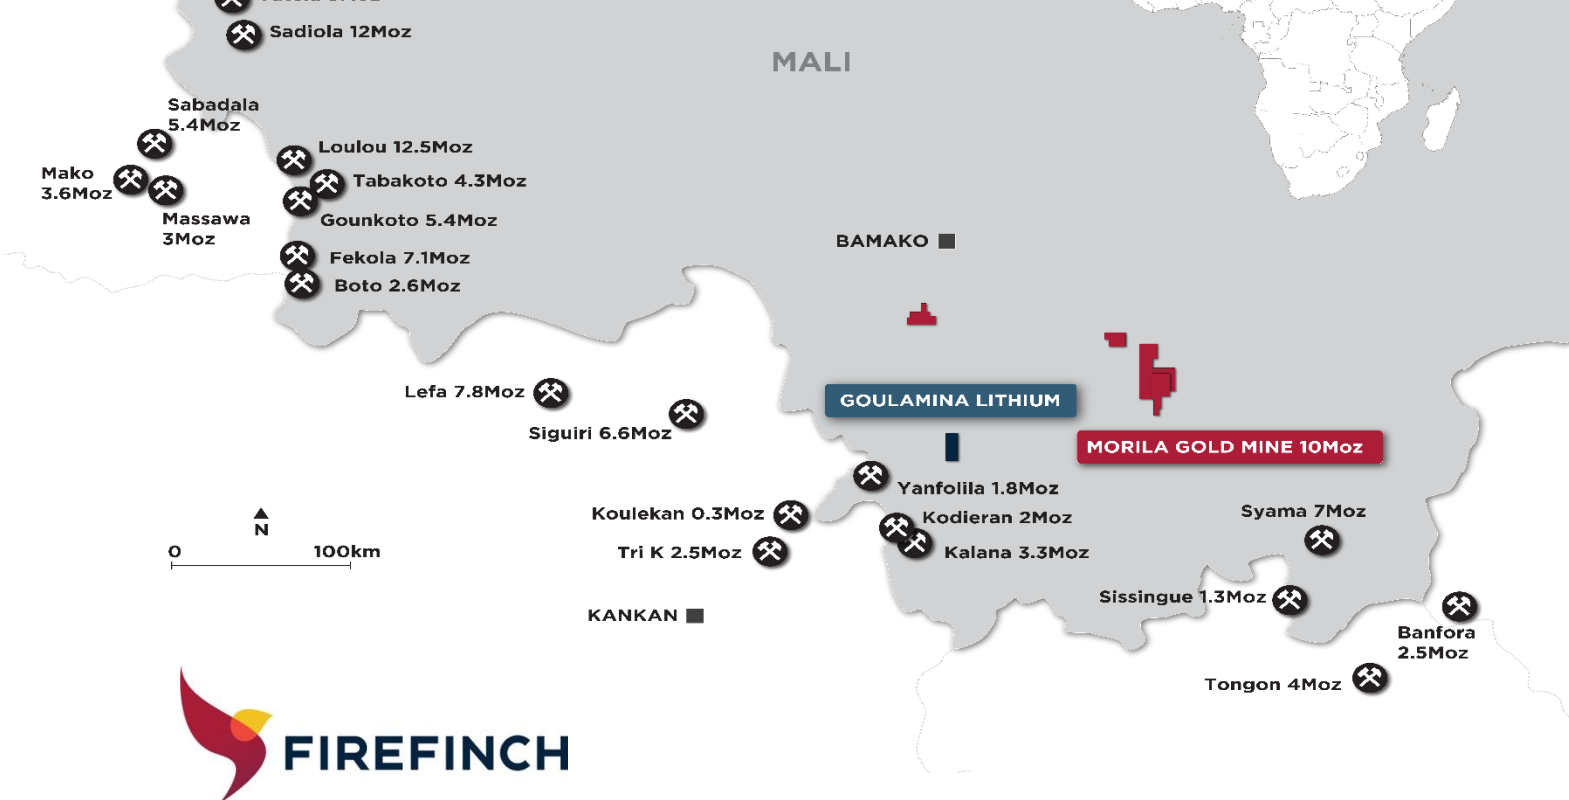 Sadiola 12Moz
MALI
Sabadala
5.4Moz
Loulou 12.5Moz
Mako
3.6Moz
Tabakoto 4.3Moz
Massawa
3Moz
Gounkoto 5.4Moz
BAMAKO
Fekola 7.1Moz
Boto 2.6Moz
Lefa 7.8Moz
GOULAMINA LITHIUM
Siguiri 6.6Moz
MORILA GOLD MINE 10Moz
Yanfolila 1.8Moz
Koulekan 0.3Moz
Kodieran 2Moz
Syama 7Moz
N
0 100km
Tri K 2.5Moz
Kalana 3.3Moz
Sissingue 1.3Moz
KANKAN
Banfora
2.5Moz
Tongon 4Moz
FIREFINCH